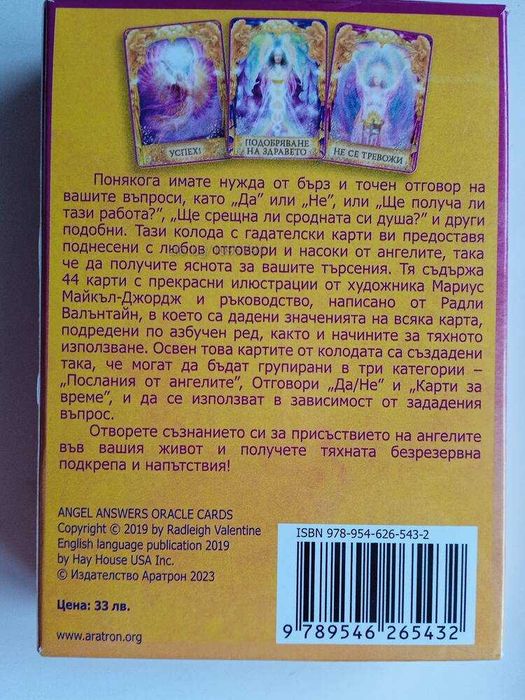 УСПЕХ!
ПОДОБРЯВАНЕ
НА ЗДРАВЕТО
НЕ СЕ ТРЕВОЖИ
Понякога имате нужда от бърз и точен отговор на
вашите въпроси, като „Да” или „Не”, или „Ще получа ли
тази работа?”, „Ще срещна ли сродната си душа?” и други
подобни. Тази колода с гадателски карти ви предоставя
поднесени с любов отговори и насоки от ангелите, така
че да получите яснота за вашите търсения. Тя съдържа
44 карти с прекрасни илюстрации от художника Мариус
Майкъл-Джордж и ръководство, написано от Радли
Валънтайн, в което са дадени значенията на всяка карта,
подредени по азбучен ред, както и начините за тяхното
използване. Освен това картите от колодата са създадени
така, че могат да бъдат групирани в три категории –
„Послания от ангелите”, Отговори „Да/Не” и „Карти за
време”, и да се използват в зависимост от зададения
въпрос.
Отворете съзнанието си за присъствието на ангелите
във вашия живот и получете тяхната безрезервна
подкрепа и напътствия!
ANGEL ANSWERS ORACLE CARDS
Copyright © 2019 by Radleigh Valentine
English language publication 2019
by Hay House USA Inc.
© Издателство Аратрон 2023
Цена: 33 лв.
www.aratron.org
ISBN 978-954-626-543-2
9 789546 265432